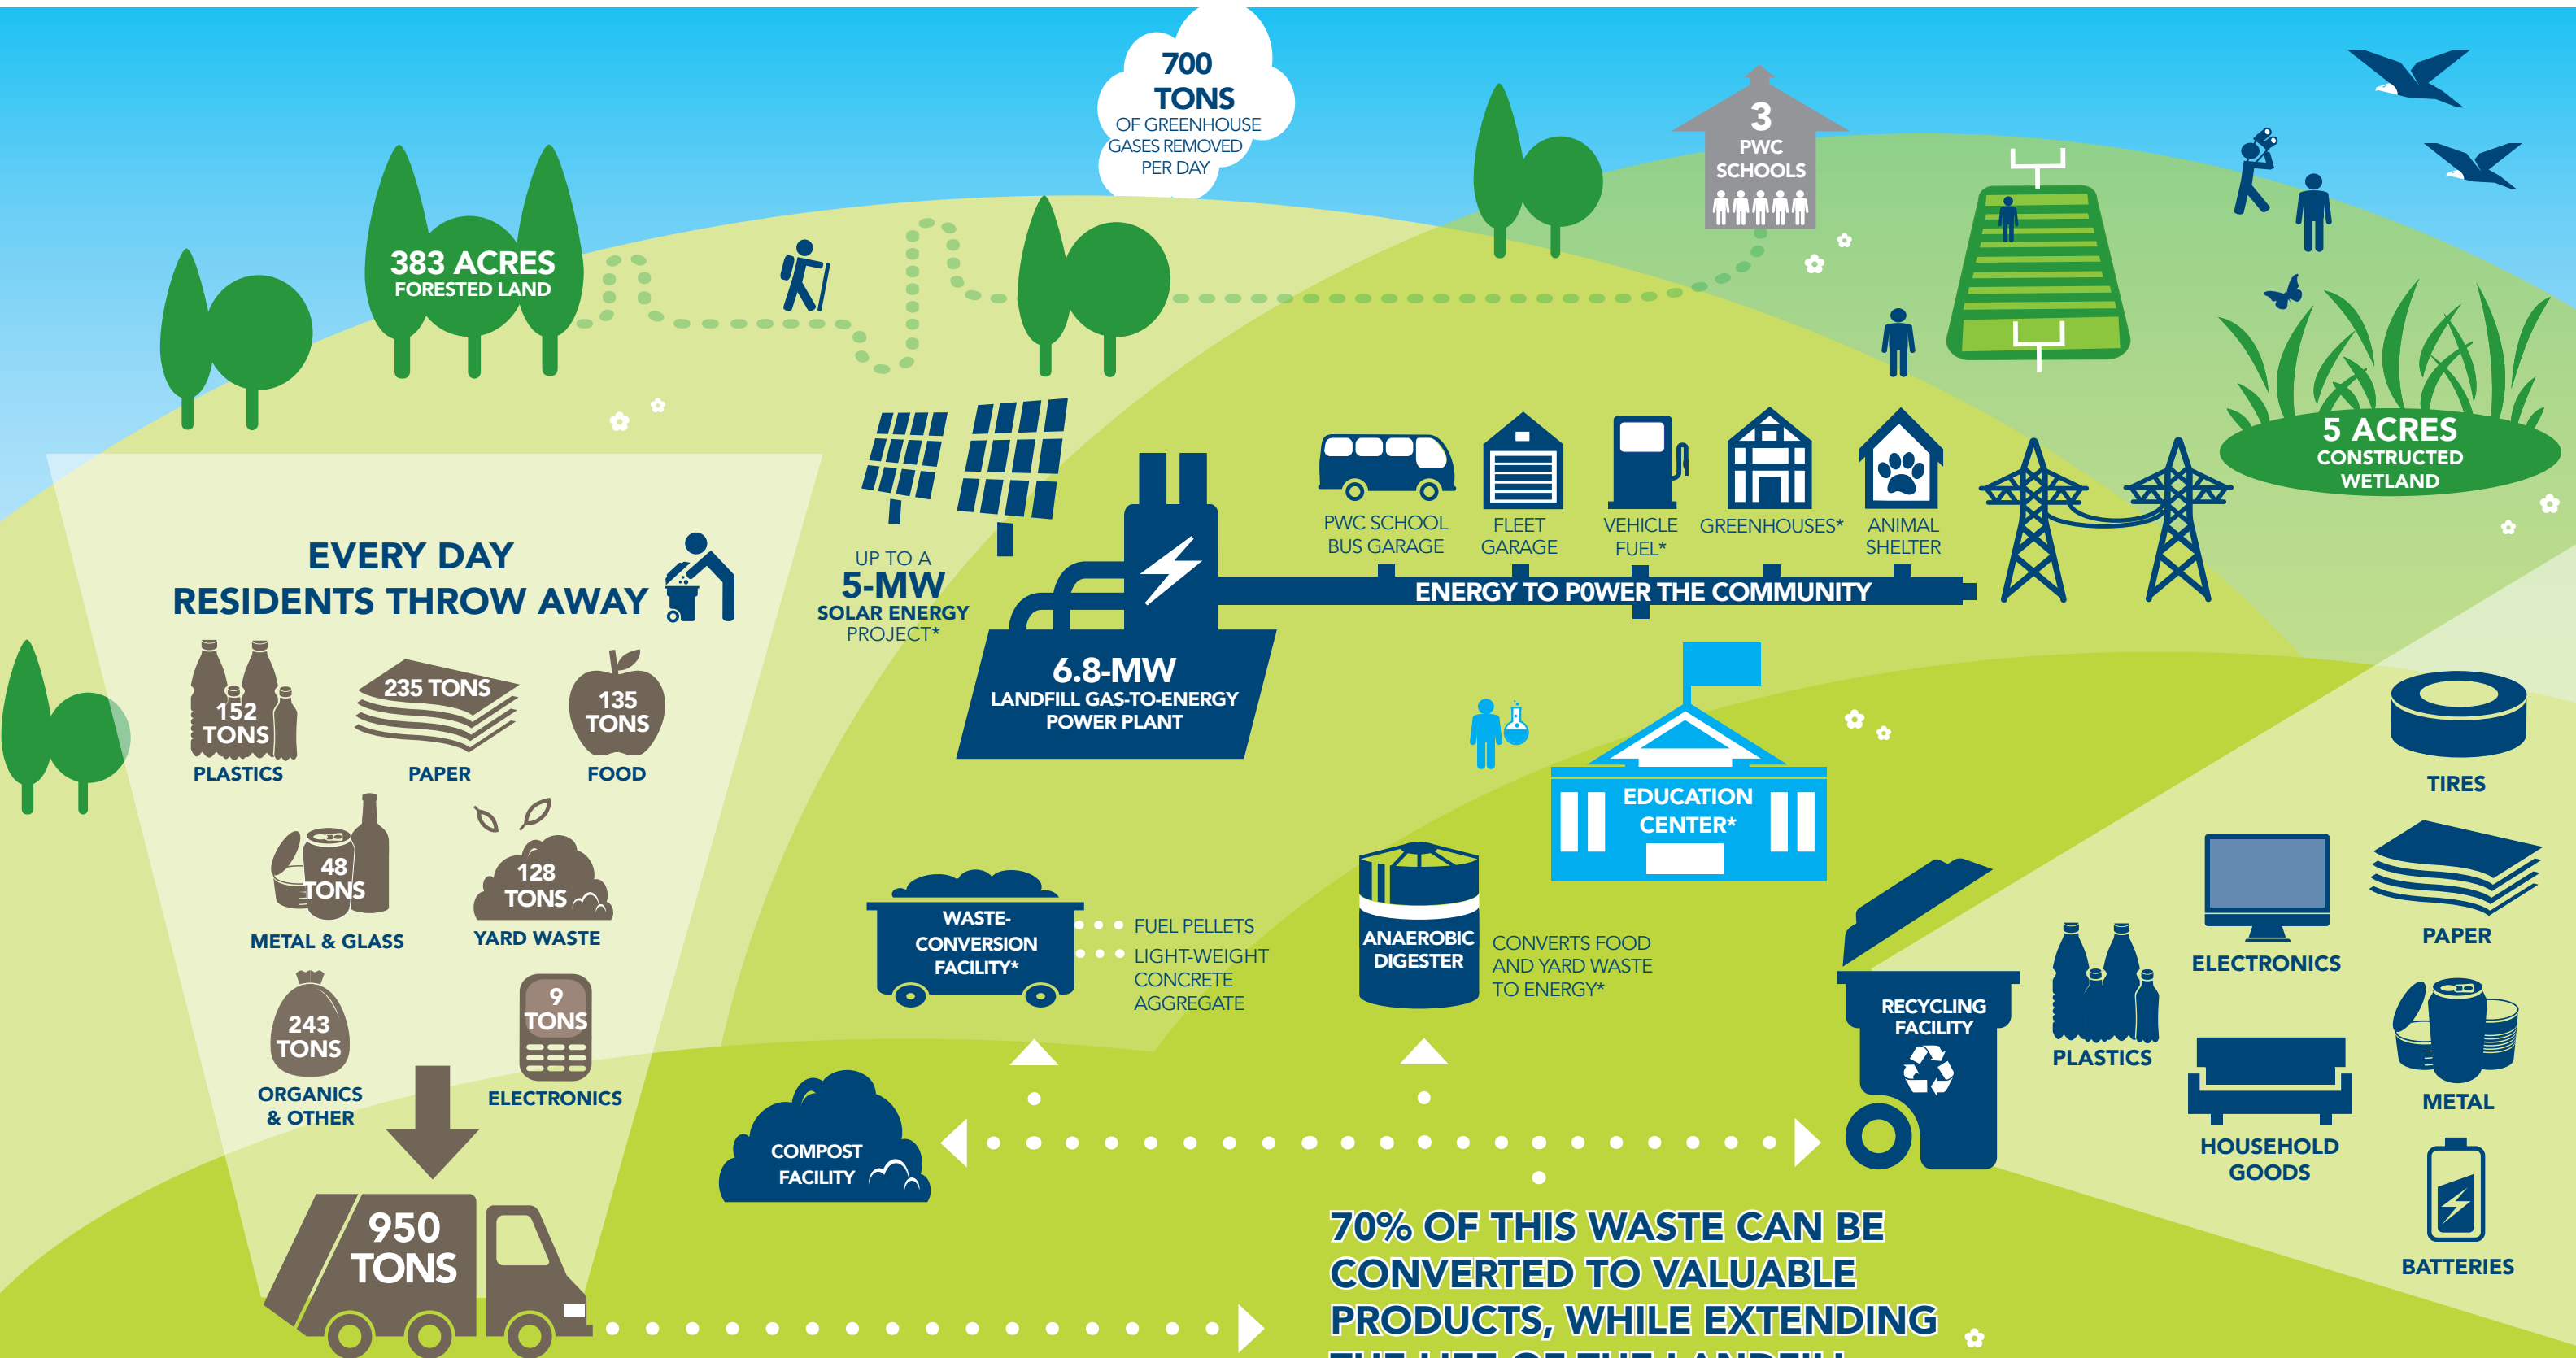 700
TONS
OF GREENHOUSE
GASES REMOVED
PER DAY
3
PWC
SCHOOLS
383 ACRES
FORESTED LAND
5 ACRES
CONSTRUCTED
WETLAND
EVERY DAY
RESIDENTS THROW AWAY
152
TONS
PLASTICS
235 TONS
PAPER
135
TONS
FOOD
48
TONS
METAL & GLASS
128
TONS
YARD WASTE
243
TONS
ORGANICS
& OTHER
9
TONS
ELECTRONICS
950
TONS
UP TO A
5-MW
SOLAR ENERGY
PROJECT*
6.8-MW
LANDFILL GAS-TO-ENERGY
POWER PLANT
PWC SCHOOL
BUS GARAGE
FLEET
GARAGE
VEHICLE
FUEL*
GREENHOUSES*
ANIMAL
SHELTER
ENERGY TO P0WER THE COMMUNITY
EDUCATION
CENTER*
WASTE-
CONVERSION
FACILITY*
FUEL PELLETS
LIGHT-WEIGHT
CONCRETE
AGGREGATE
ANAEROBIC
DIGESTER
CONVERTS FOOD
AND YARD WASTE
TO ENERGY*
COMPOST
FACILITY
RECYCLING
FACILITY
TIRES
ELECTRONICS
PAPER
PLASTICS
METAL
HOUSEHOLD
GOODS
BATTERIES
70% OF THIS WASTE CAN BE
CONVERTED TO VALUABLE
PRODUCTS, WHILE EXTENDING
THE LIFE OF THE LANDFILL